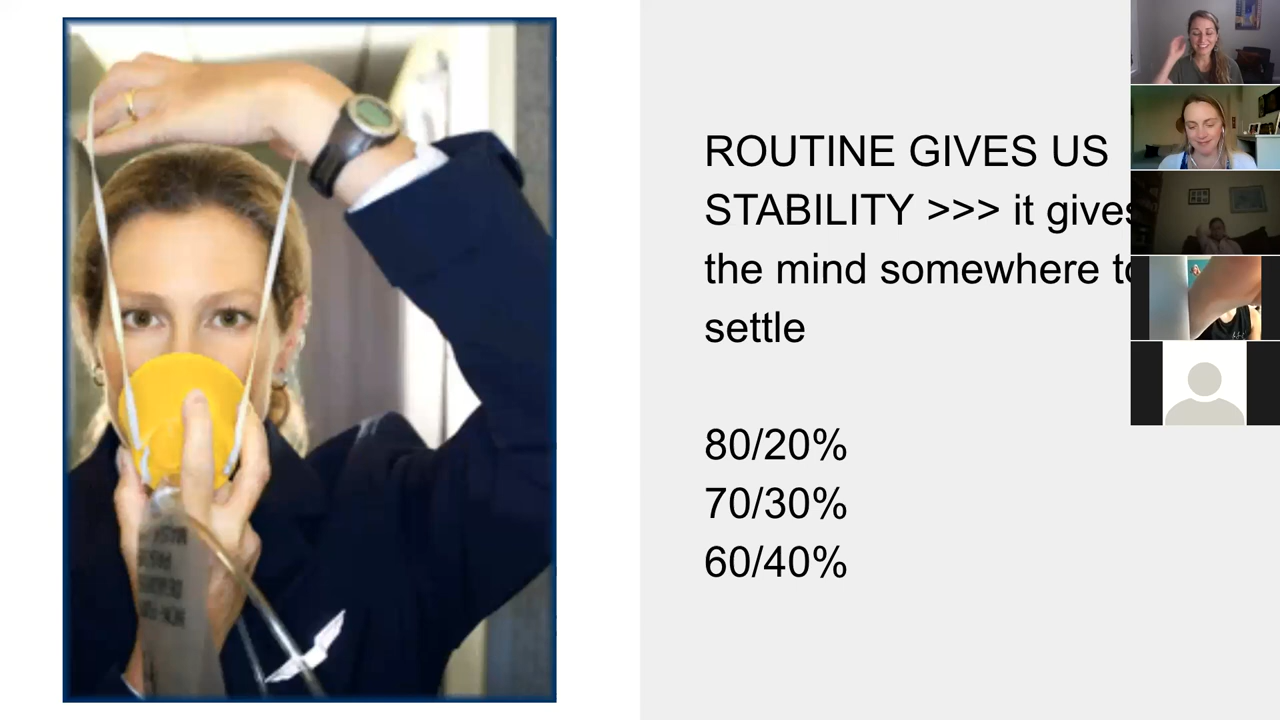 ROUTINE GIVES US
STABILITY >>> it gives
the mind somewhere to
settle
80/20%
70/30%
60/40%